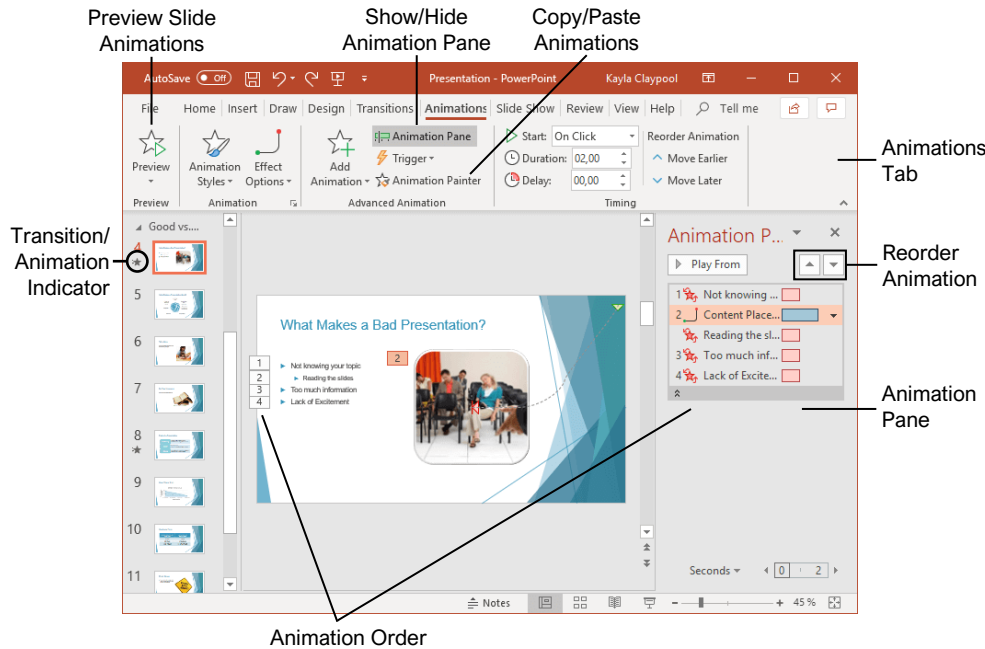 Preview Slide
Animations
Show/Hide
Animation Pane
Copy/Paste
Animations
AutoSave Off
Presentation - PowerPoint
Kayla Claypool
File Home Insert Draw Design Transitions Animations Slide Show Review View Help Tell me
Preview
Animation
Styles
Effect
Options
Add
Animation
Animation Pane
Trigger
Animation Painter
Start: On Click
Duration: 02,00
Delay: 00,00
Reorder Animation
Move Earlier
Move Later
Preview Animation Advanced Animation Timing
Animations
Tab
Transition/
Animation
Indicator
Good vs....
4
5
6
7
8
9
10
11
What Makes a Bad Presentation?
1 Not knowing your topic
2 Reading the slides
3 Too much information
4 Lack of Excitement
2
Animation P...
Play From
1 Not knowing ...
2 Content Place...
Reading the sl...
3 Too much inf...
4 Lack of Excite...
Reorder
Animation
Animation
Pane
Seconds 0 2
Notes
45 %
Animation Order